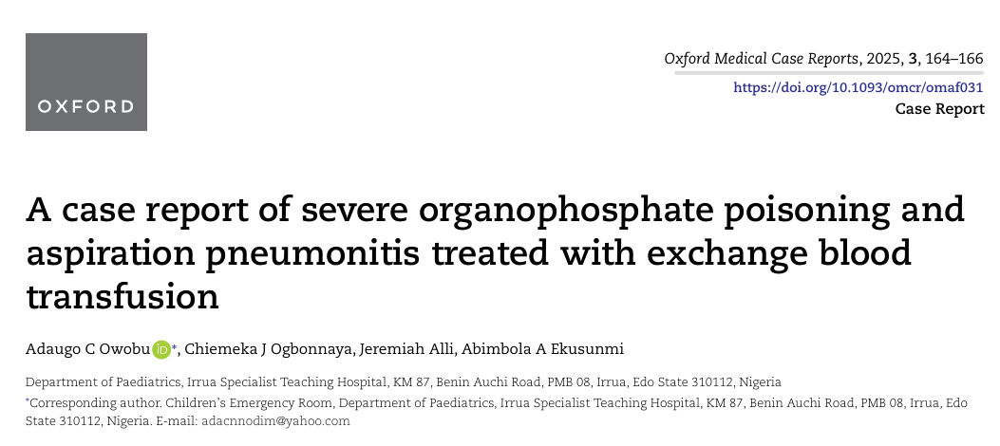 OXFORD
Oxford Medical Case Reports, 2025, 3, 164–166
https://doi.org/10.1093/omcr/omaf031
Case Report
A case report of severe organophosphate poisoning and
aspiration pneumonitis treated with exchange blood
transfusion
Adaugo C Owobu iD *, Chiemeka J Ogbonnaya, Jeremiah Alli, Abimbola A Ekusunmi
Department of Paediatrics, Irrua Specialist Teaching Hospital, KM 87, Benin Auchi Road, PMB 08, Irrua, Edo State 310112, Nigeria
*Corresponding author. Children's Emergency Room, Department of Paediatrics, Irrua Specialist Teaching Hospital, KM 87, Benin Auchi Road, PMB 08, Irrua, Edo
State 310112, Nigeria. E-mail: adacnnodim@yahoo.com